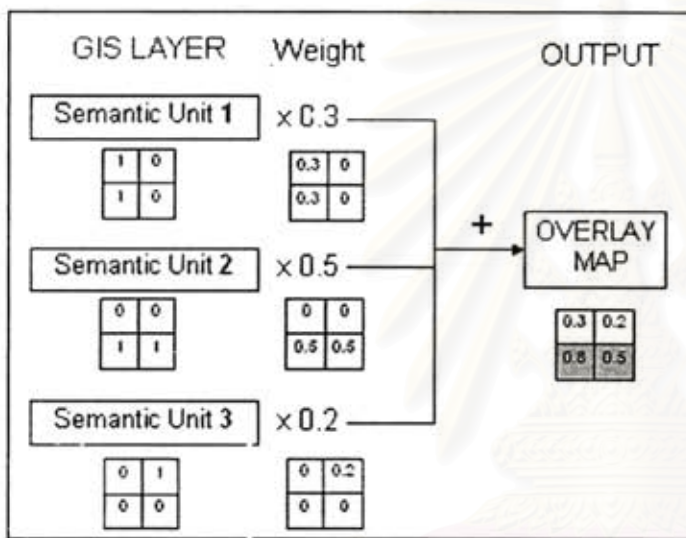 GIS LAYER Weight OUTPUT
Semantic Unit 1 x 0.3
1 0 0.3 0
1 0 0.3 0
+
OVERLAY
MAP
Semantic Unit 2 x 0.5
0 0 0 0
1 1 0.5 0.5
0.3 0.2
0.8 0.5
Semantic Unit 3 x 0.2
0 1 0 0.2
0 0 0 0